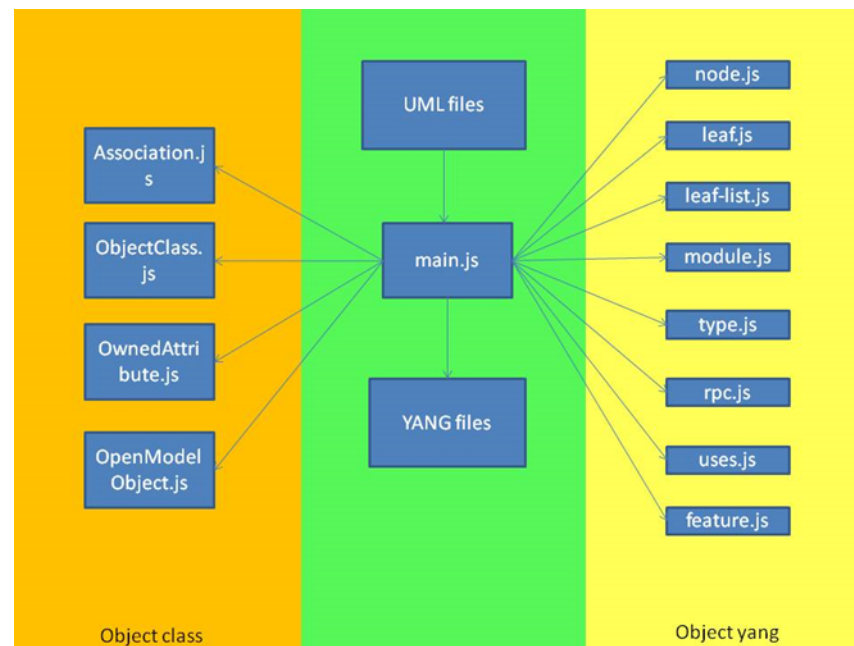 Association.j
s
ObjectClass.
js
OwnedAttri
bute.js
OpenModel
Object.js
Object class
UML files
main.js
YANG files
node.js
leaf.js
leaf-list.js
module.js
type.js
rpc.js
uses.js
feature.js
Object yang